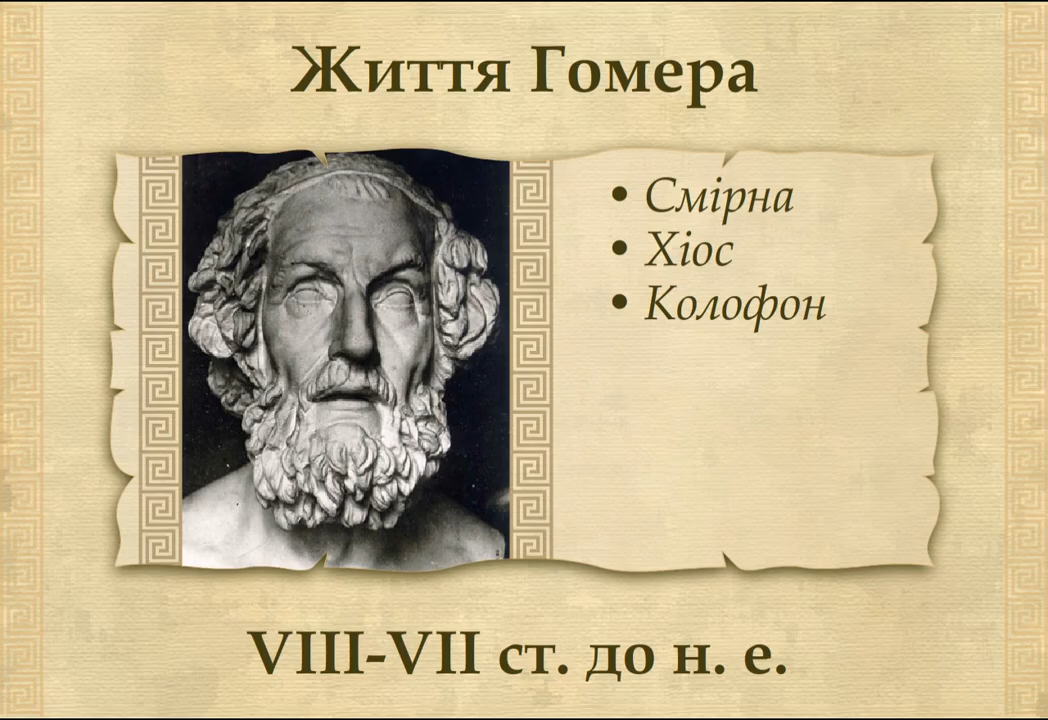 Життя Гомера
• Смірна
• Хіос
• Колофон
VIII-VII ст. до н. е.